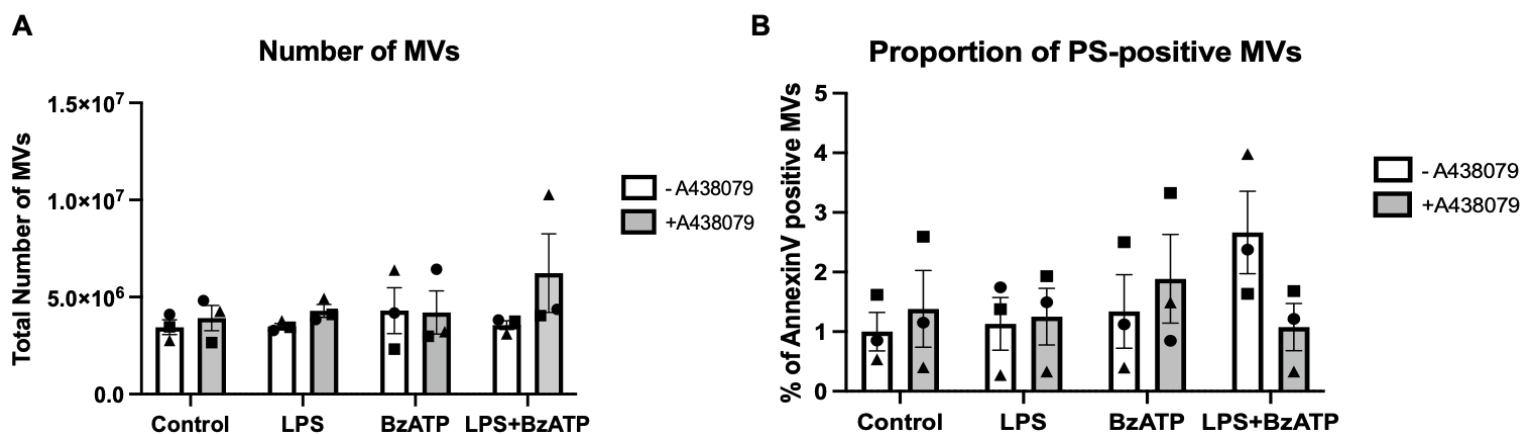 A
Number of MVs
Total Number of MVs
1.5×10⁷
1.0×10⁷
5.0×10⁶
0.0
Control
LPS
BzATP
LPS+BzATP
- A438079
+A438079
B
Proportion of PS-positive MVs
% of AnnexinV positive MVs
5
4
3
2
1
0
Control
LPS
BzATP
LPS+BzATP
- A438079
+A438079